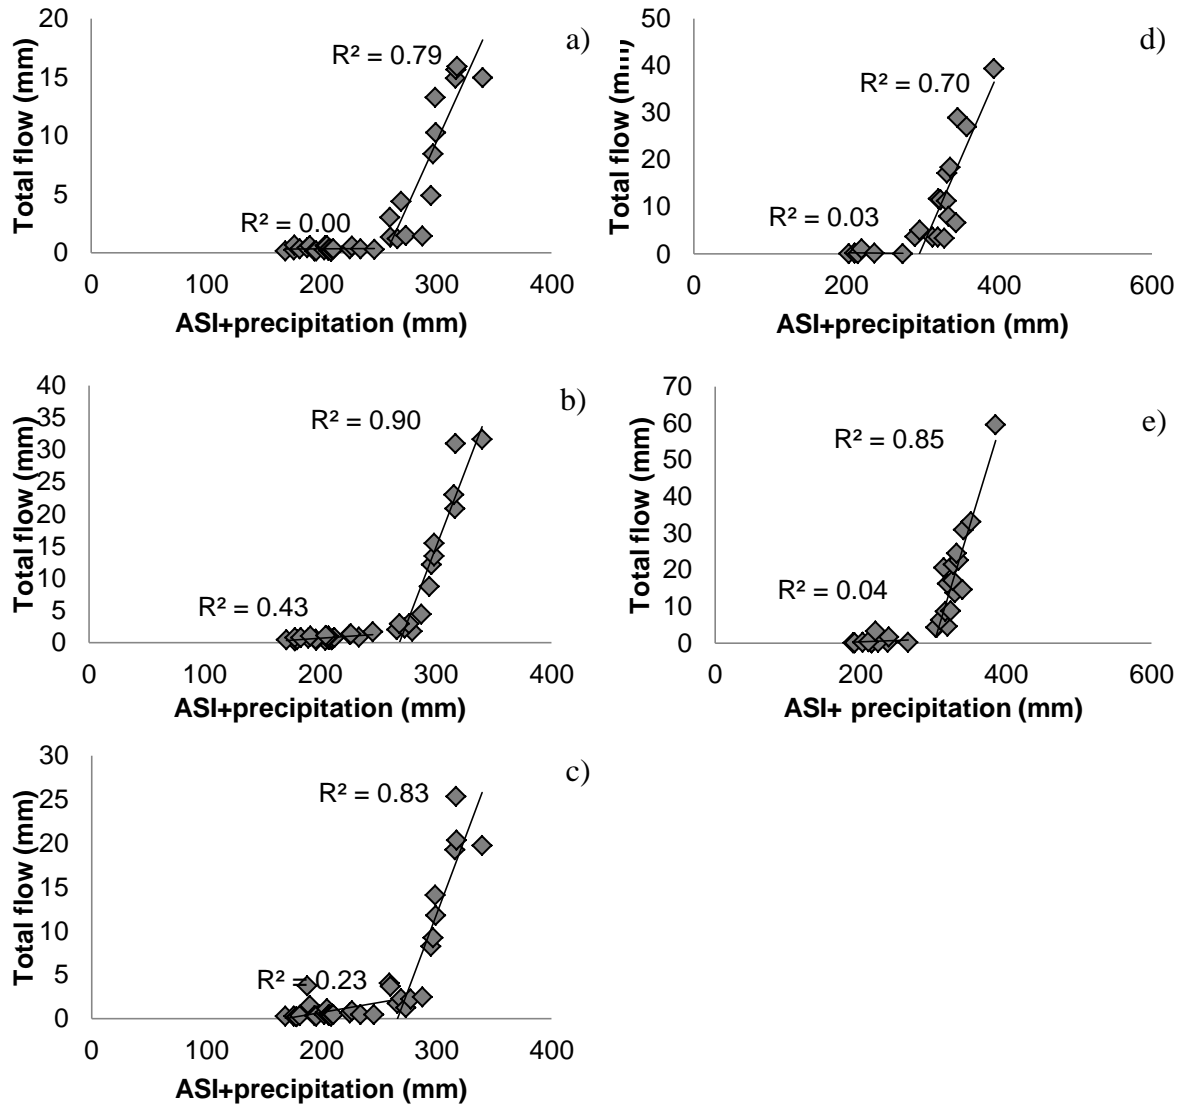 a)
Total flow (mm)
20
15
10
5
0
R² = 0.79
R² = 0.00
0 100 200 300 400
ASI+precipitation (mm)
d)
Total flow (mm)
50
40
30
20
10
0
R² = 0.70
R² = 0.03
0 200 400 600
ASI+precipitation (mm)
b)
Total flow (mm)
40
35
30
25
20
15
10
5
0
R² = 0.90
R² = 0.43
0 100 200 300 400
ASI+precipitation (mm)
e)
Total flow (mm)
70
60
50
40
30
20
10
0
R² = 0.85
R² = 0.04
0 200 400 600
ASI+ precipitation (mm)
c)
Total flow (mm)
30
25
20
15
10
5
0
R² = 0.83
R² = 0.23
0 100 200 300 400
ASI+precipitation (mm)